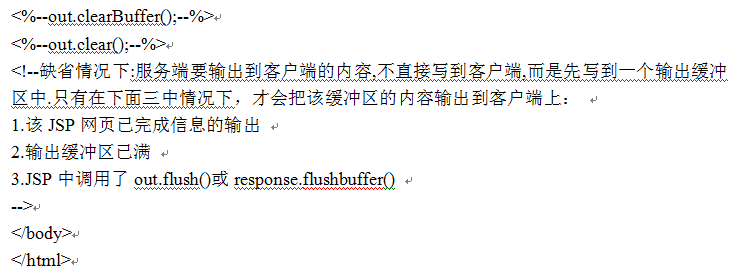 <%--out.clearBuffer();--%>
<%--out.clear();--%>
<!--缺省情况下:服务端要输出到客户端的内容,不直接写到客户端,而是先写到一个输出缓冲
区中.只有在下面三中情况下，才会把该缓冲区的内容输出到客户端上：
1.该 JSP 网页已完成信息的输出
2.输出缓冲区已满
3.JSP 中调用了 out.flush()或 response.flushbuffer()
-->
</body>
</html>